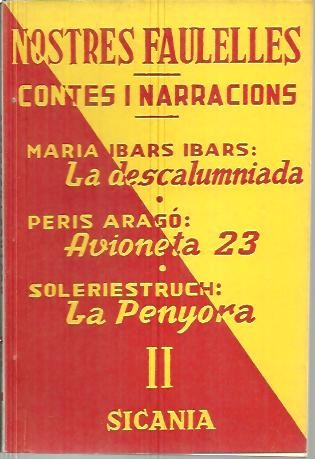 NOSTRES FAULELLES
CONTES I NARRACIONS
MARIA IBARS IBARS:
La descalumniada
PERIS ARAGÓ:
Avioneta 23
SOLERIESTRUCH:
La Penyora
II
SICANIA